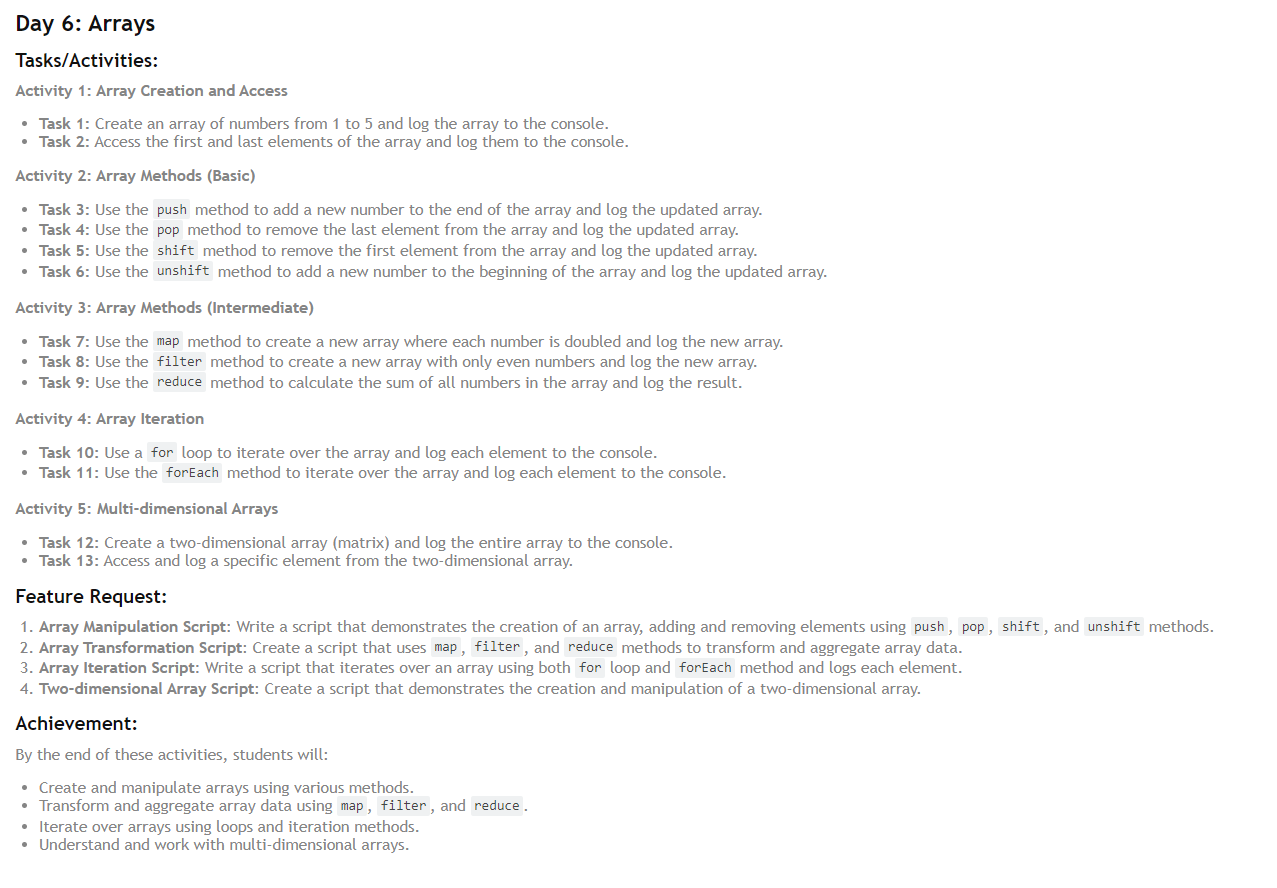 Day 6: Arrays
Tasks/Activities:
Activity 1: Array Creation and Access
• Task 1: Create an array of numbers from 1 to 5 and log the array to the console.
• Task 2: Access the first and last elements of the array and log them to the console.
Activity 2: Array Methods (Basic)
• Task 3: Use the push method to add a new number to the end of the array and log the updated array.
• Task 4: Use the pop method to remove the last element from the array and log the updated array.
• Task 5: Use the shift method to remove the first element from the array and log the updated array.
• Task 6: Use the unshift method to add a new number to the beginning of the array and log the updated array.
Activity 3: Array Methods (Intermediate)
• Task 7: Use the map method to create a new array where each number is doubled and log the new array.
• Task 8: Use the filter method to create a new array with only even numbers and log the new array.
• Task 9: Use the reduce method to calculate the sum of all numbers in the array and log the result.
Activity 4: Array Iteration
• Task 10: Use a for loop to iterate over the array and log each element to the console.
• Task 11: Use the forEach method to iterate over the array and log each element to the console.
Activity 5: Multi-dimensional Arrays
• Task 12: Create a two-dimensional array (matrix) and log the entire array to the console.
• Task 13: Access and log a specific element from the two-dimensional array.
Feature Request:
1. Array Manipulation Script: Write a script that demonstrates the creation of an array, adding and removing elements using push, pop, shift, and unshift methods.
2. Array Transformation Script: Create a script that uses map, filter, and reduce methods to transform and aggregate array data.
3. Array Iteration Script: Write a script that iterates over an array using both for loop and forEach method and logs each element.
4. Two-dimensional Array Script: Create a script that demonstrates the creation and manipulation of a two-dimensional array.
Achievement:
By the end of these activities, students will:
• Create and manipulate arrays using various methods.
• Transform and aggregate array data using map, filter, and reduce.
• Iterate over arrays using loops and iteration methods.
• Understand and work with multi-dimensional arrays.